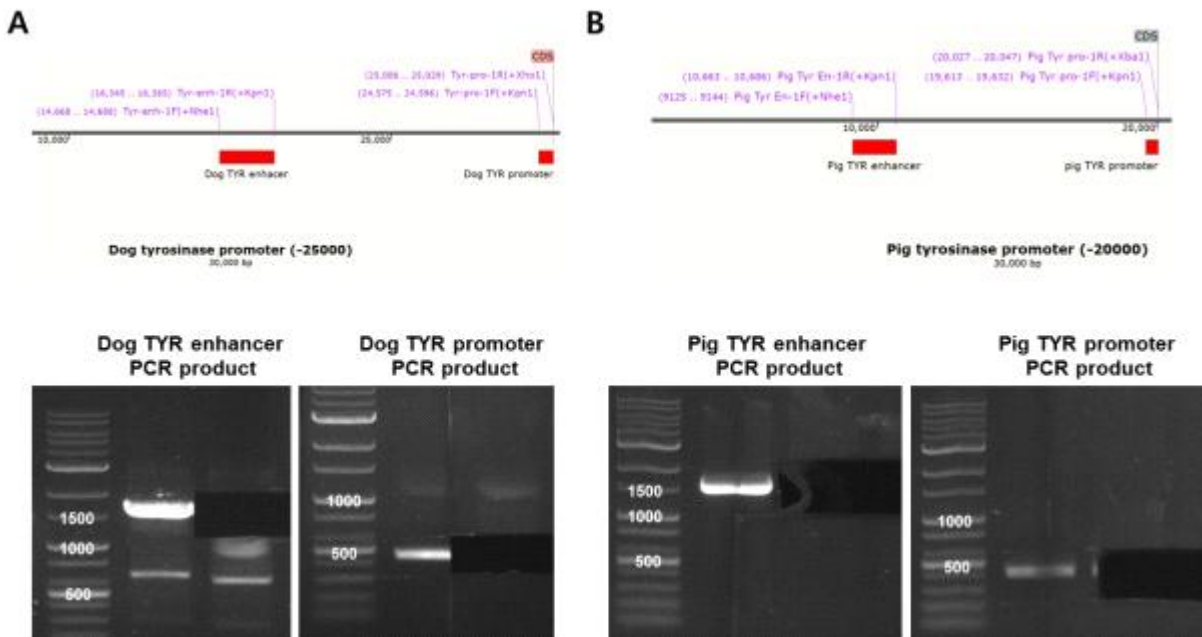 A
CDS
(25,006 .. 25,029) Tyr-pro-1R(+Xho1)
(16,345 .. 16,365) Tyr-enh-1R(+Kpn1)
(24,575 .. 24,596) Tyr-pro-1F(+Kpn1)
(14,660 .. 14,680) Tyr-enh-1F(+Nhe1)
10,000
25,000
Dog TYR enhacer
Dog TYR promoter
Dog tyrosinase promoter (-25000)
30,000 bp
B
CDS
(20,027 .. 20,047) Pig Tyr pro-1R(+Xba1)
(10,663 .. 10,686) Pig Tyr En-1R(+Kpn1)
(19,613 .. 19,632) Pig Tyr pro-1F(+Kpn1)
(9125 .. 9144) Pig Tyr En-1F(+Nhe1)
10,000
20,000
Pig TYR enhancer
pig TYR promoter
Pig tyrosinase promoter (-20000)
30,000 bp
Dog TYR enhancer
PCR product
1500
1000
500
Dog TYR promoter
PCR product
1000
500
Pig TYR enhancer
PCR product
1500
1000
500
Pig TYR promoter
PCR product
1000
500